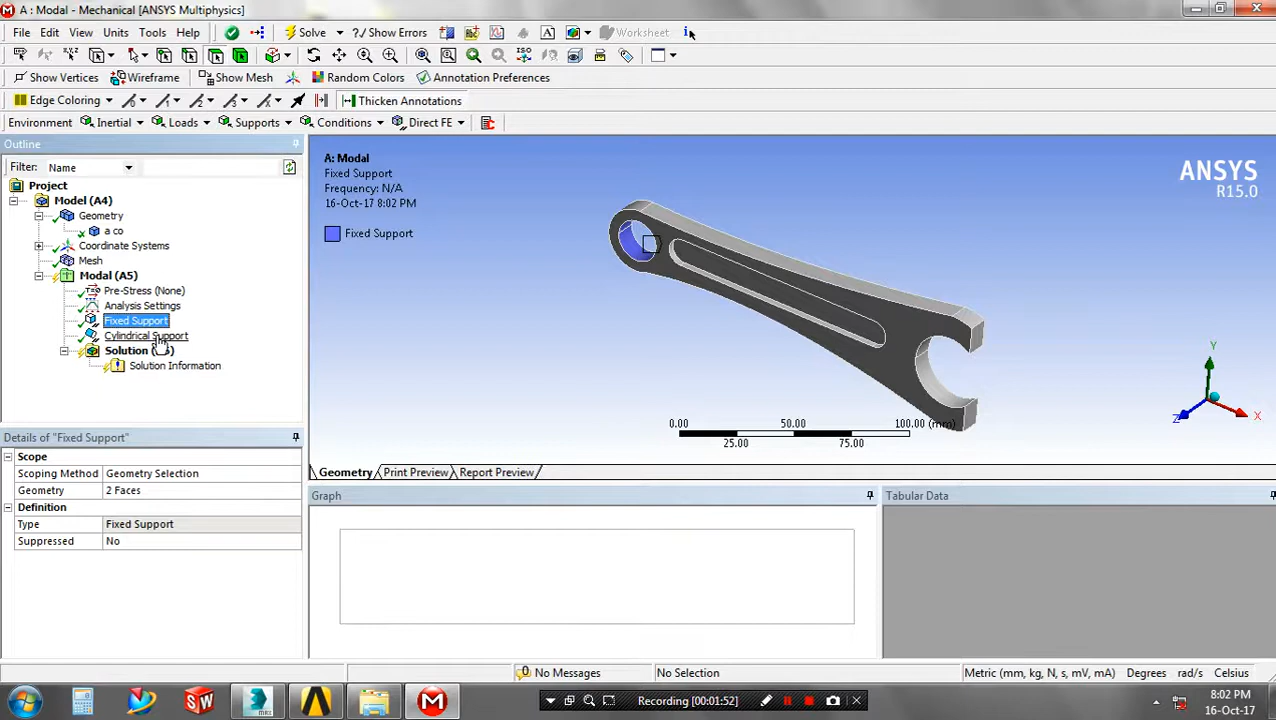 A : Modal - Mechanical [ANSYS Multiphysics]
File Edit View Units Tools Help Solve ?/ Show Errors Worksheet
Show Vertices Wireframe Show Mesh Random Colors Annotation Preferences
Edge Coloring Thicken Annotations
Environment Inertial Loads Supports Conditions Direct FE
Outline
Filter: Name
Project
Model (A4)
Geometry
a co
Coordinate Systems
Mesh
Modal (A5)
Pre-Stress (None)
Analysis Settings
Fixed Support
Cylindrical Support
Solution
Solution Information
Details of "Fixed Support"
Scope
Scoping Method Geometry Selection
Geometry 2 Faces
Definition
Type Fixed Support
Suppressed No
A: Modal
Fixed Support
Frequency: N/A
16-Oct-17 8:02 PM
Fixed Support
ANSYS
R15.0
Y
Z
X
0.00 50.00 100.00 (mm)
25.00 75.00
Geometry Print Preview Report Preview
Graph
Tabular Data
No Messages No Selection Metric (mm, kg, N, s, mV, mA) Degrees rad/s Celsius
SW M Recording [00:01:52] 8:02 PM
16-Oct-17